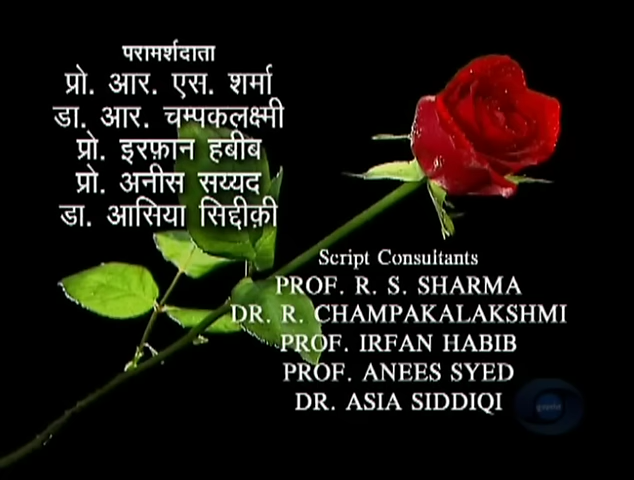 परामर्शदाता
प्रो. आर. एस. शर्मा
डा. आर. चम्पकलक्ष्मी
प्रो. इरफ़ान हबीब
प्रो. अनीस सय्यद
डा. आसिया सिद्दीक़ी
Script Consultants
PROF. R. S. SHARMA
DR. R. CHAMPAKALAKSHMI
PROF. IRFAN HABIB
PROF. ANEES SYED
DR. ASIA SIDDIQI